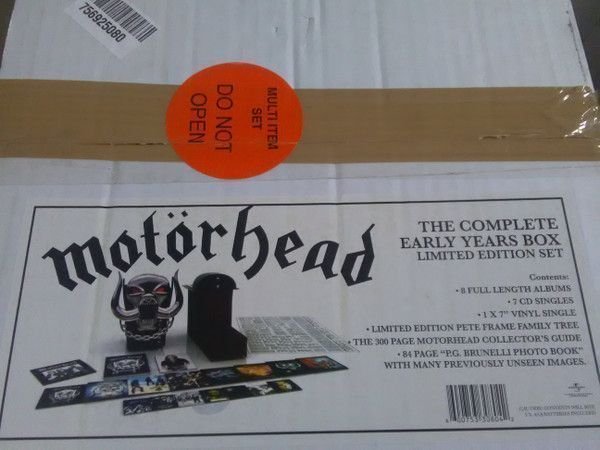 756925080
MULTI ITEM
SET
DO NOT
OPEN
motörhead
THE COMPLETE
EARLY YEARS BOX
LIMITED EDITION SET
Contents:
• 8 FULL LENGTH ALBUMS
• 7 CD SINGLES
• 1 X 7" VINYL SINGLE
• LIMITED EDITION PETE FRAME FAMILY TREE
• THE 300 PAGE MOTORHEAD COLLECTOR'S GUIDE
• 84 PAGE "P.G. BRUNELLI PHOTO BOOK"
WITH MANY PREVIOUSLY UNSEEN IMAGES.